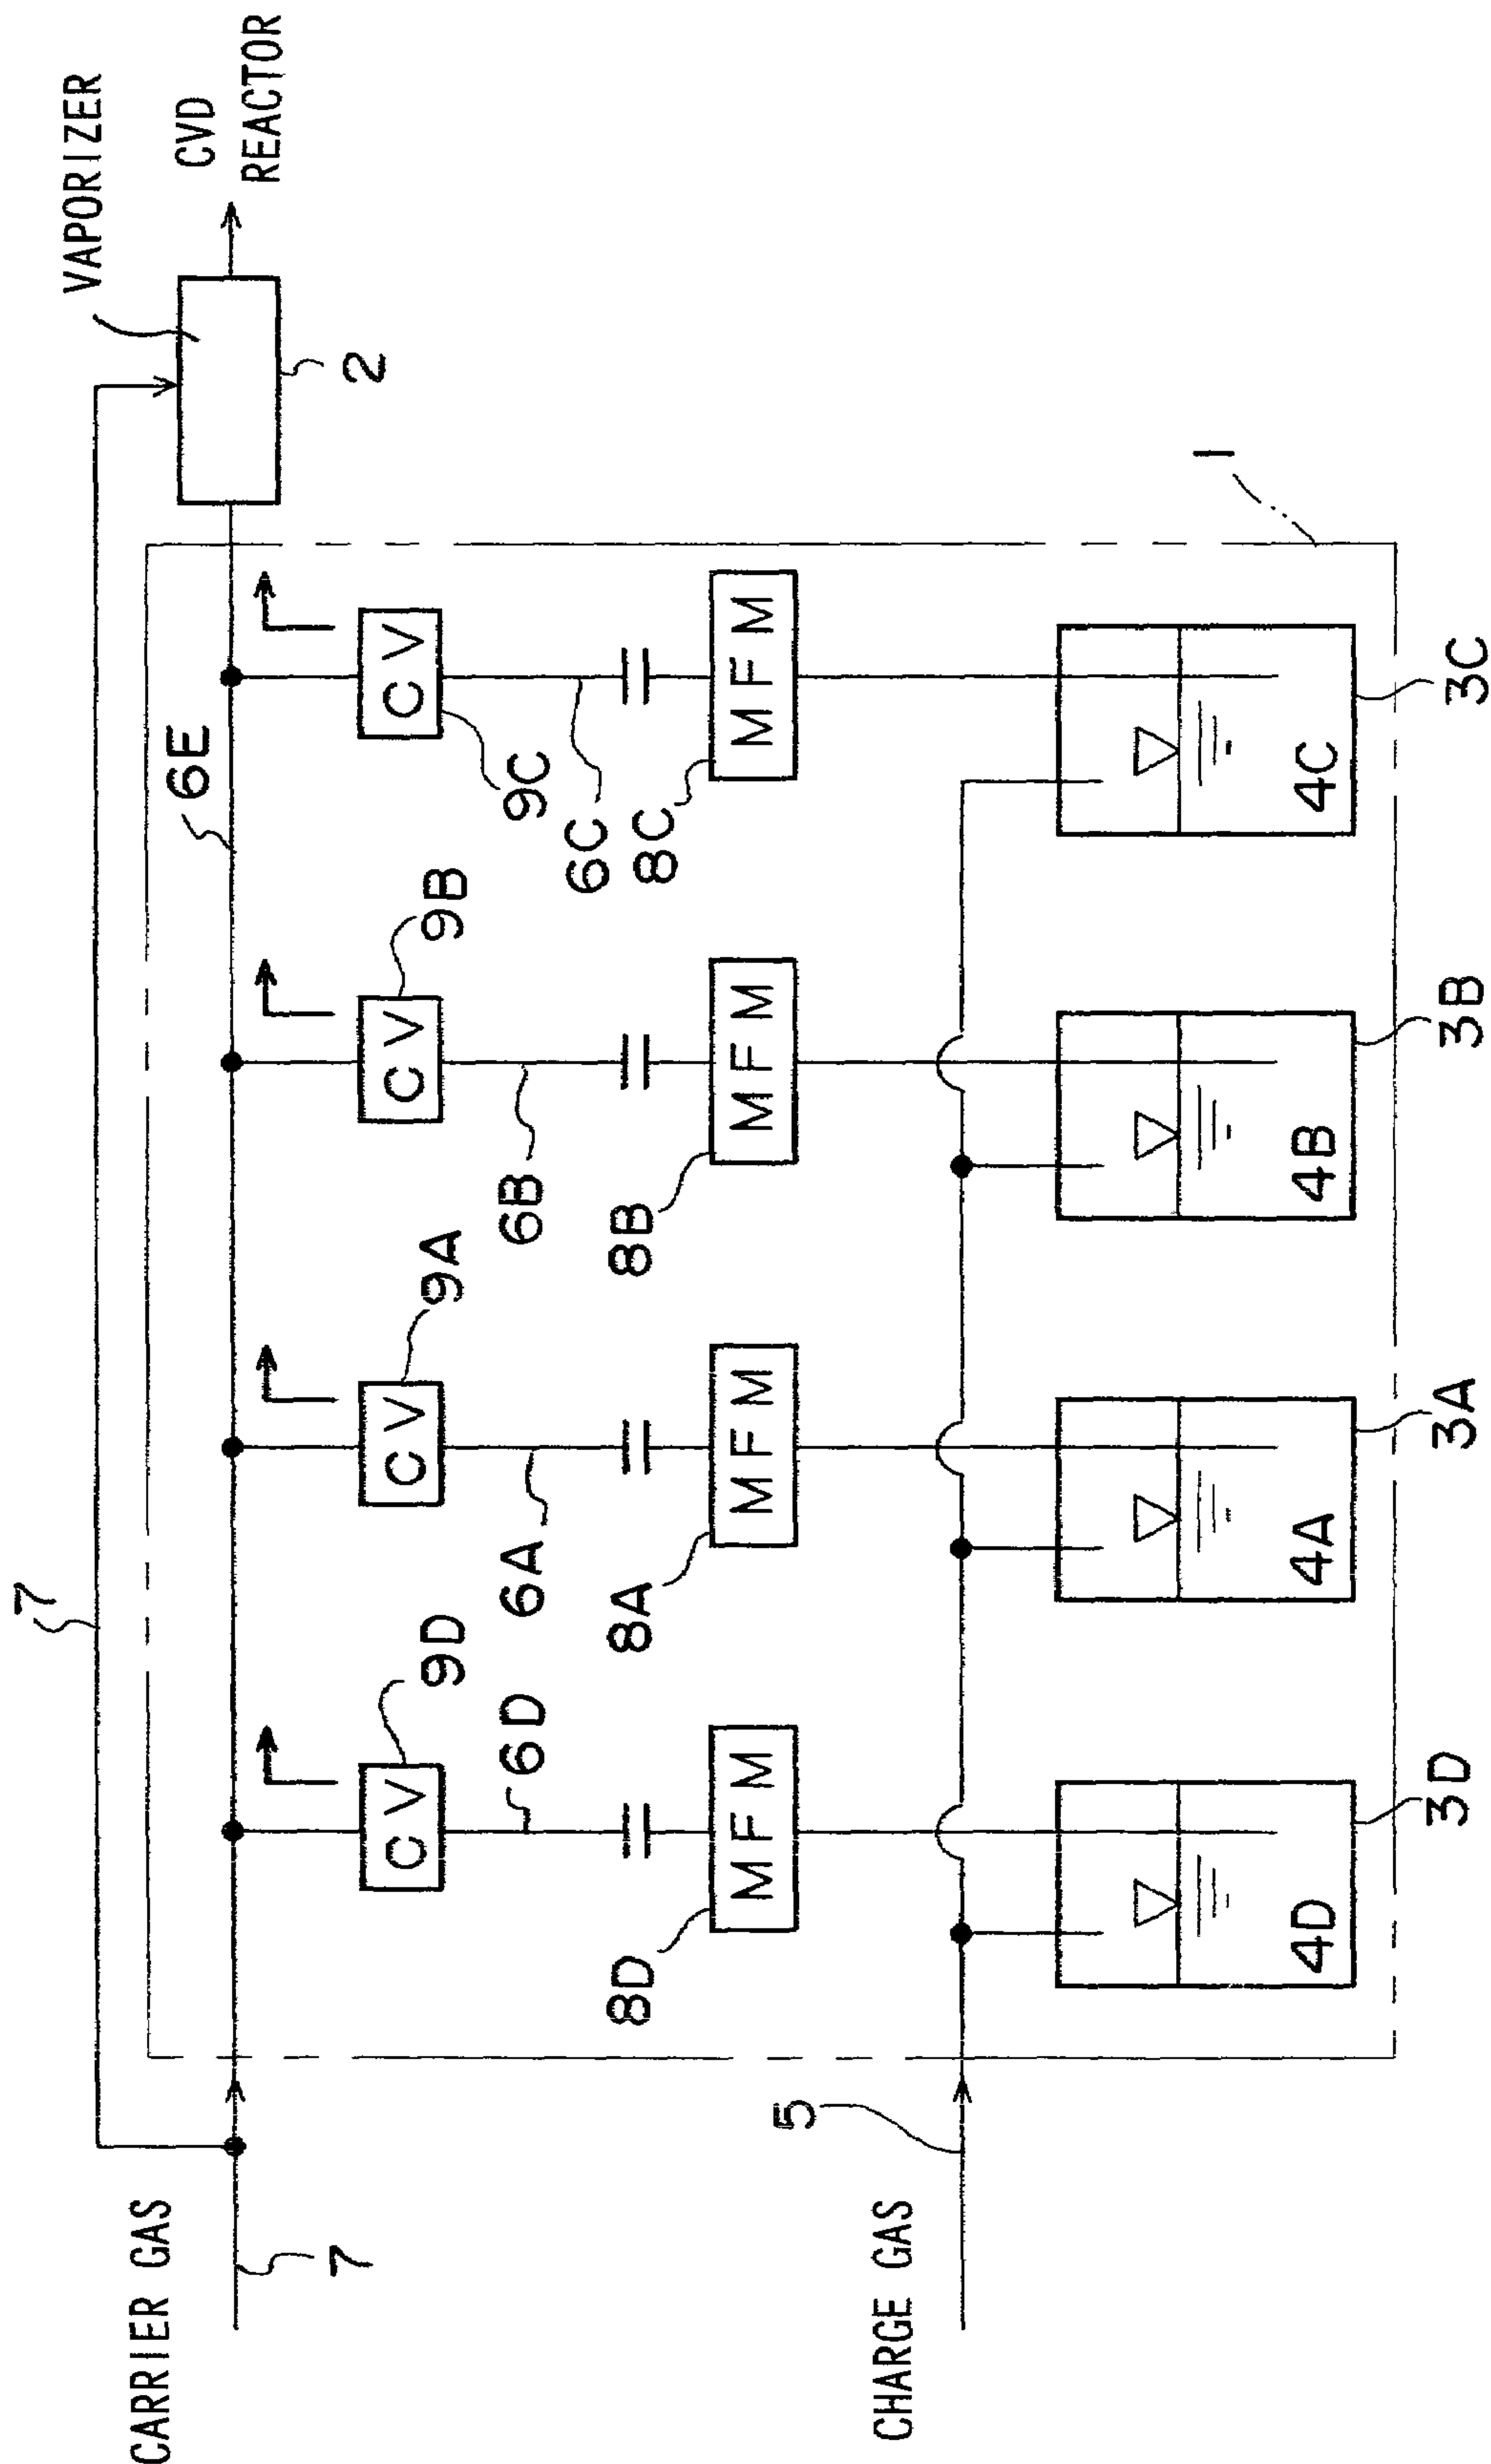 VAPORIZER
CVD
REACTOR
7
2
6E
1
9D
9A
9B
9C
CV
CV
CV
CV
6D
6A
6B
6C
8D
8A
8B
8C
MFM
MFM
MFM
MFM
CARRIER GAS
7
5
CHARGE GAS
4D
4A
4B
4C
3D
3A
3B
3C